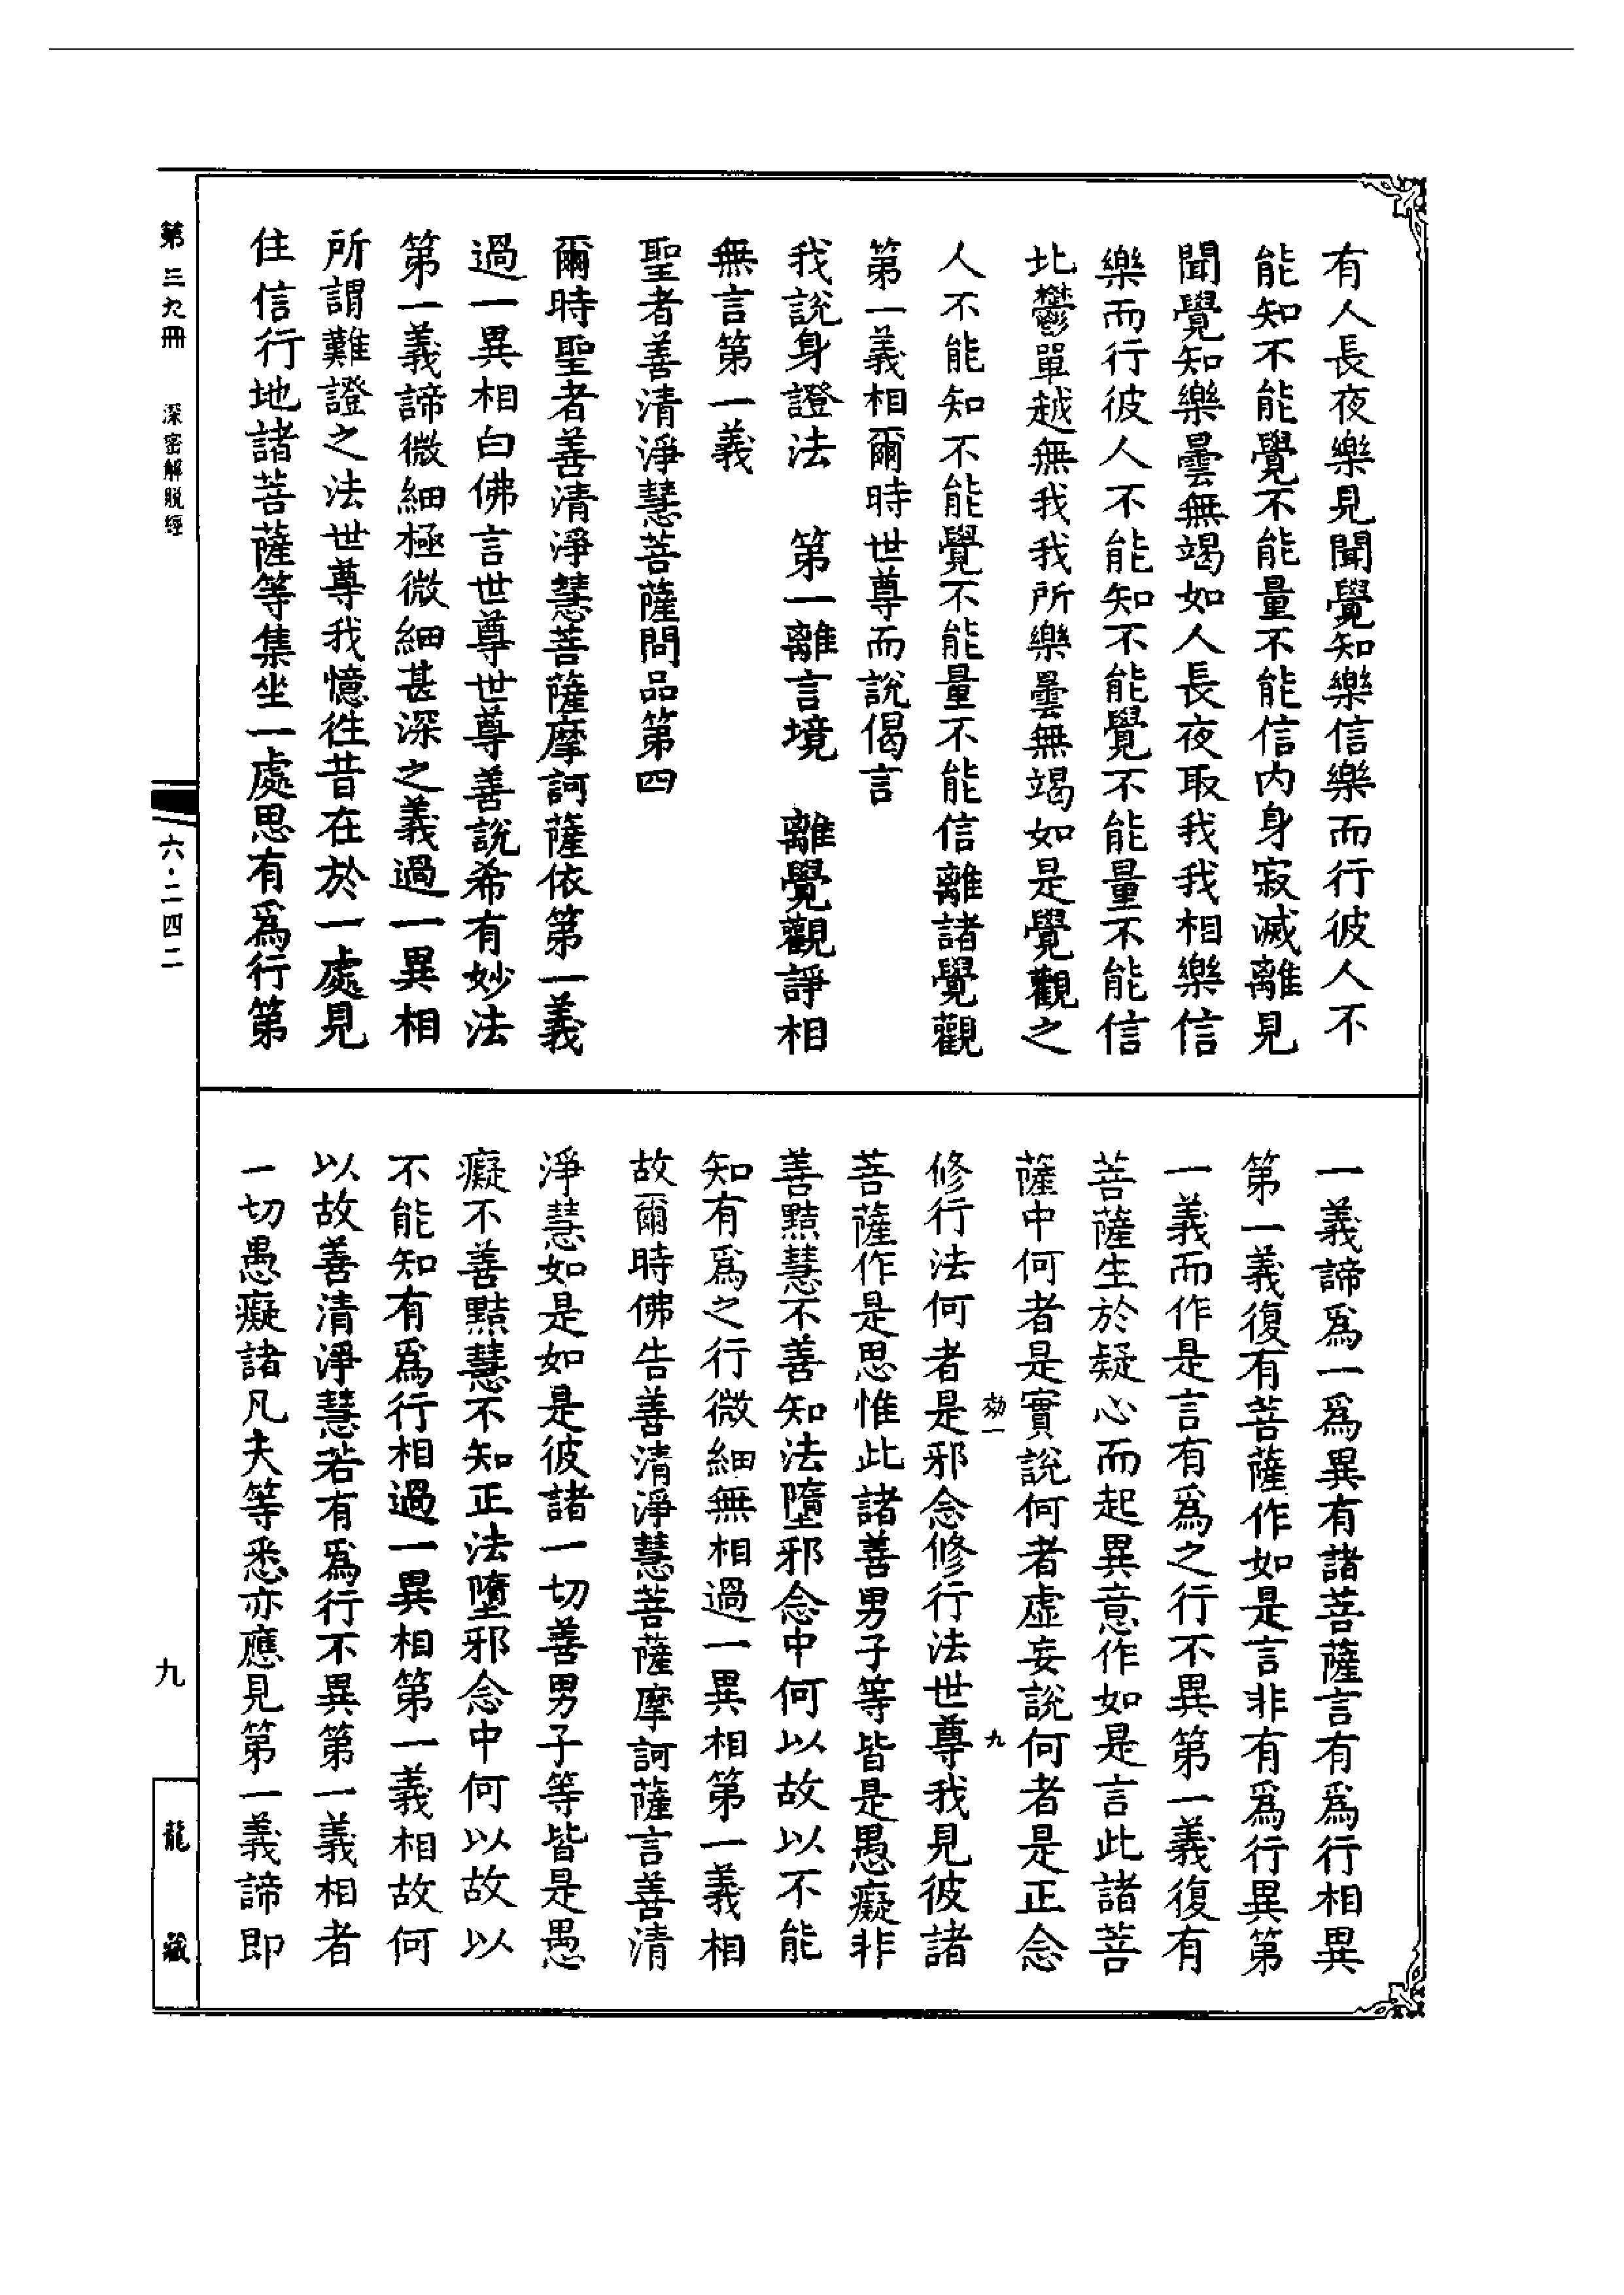 有人長夜樂見聞覺知樂信樂而行彼人不
能知不能覺不能量不能信內身寂滅離見
聞覺知樂曇無竭如人長夜取我我相樂信
樂而行彼人不能知不能覺不能量不能信
北鬱單越無我我所樂曇無竭如是覺觀之
人不能知不能覺不能量不能信離諸覺觀
第一義相爾時世尊而說偈言
我說身證法　第一離言境　離覺觀諍相
無言第一義
聖者善清淨慧菩薩問品第四
爾時聖者善清淨慧菩薩摩訶薩依第一義
過一異相白佛言世尊世尊善說希有妙法
第一義諦微細極微細甚深之義過一異相
所謂難證之法世尊我憶往昔在於一處見
住信行地諸菩薩等集坐一處思有爲行第
一義諦爲一爲異有諸菩薩言有爲行相異
第一義復有菩薩作如是言非有爲行異第
一義而作是言有爲之行不異第一義復有
菩薩生於疑心而起異意作如是言此諸菩
薩中何者是實說何者虛妄說何者是正念
効一　九
修行法何者是邪念修行法世尊我見彼諸
菩薩作是思惟此諸善男子等皆是愚癡非
善黠慧不善知法墮邪念中何以故以不能
知有爲之行微細無相過一異相第一義相
故爾時佛告善清淨慧菩薩摩訶薩言善清
淨慧如是如是彼諸一切善男子等皆是愚
癡不善黠慧不知正法墮邪念中何以故以
不能知有爲行相過一異相第一義相故何
以故善清淨慧若有爲行不異第一義相者
一切愚癡諸凡夫等悉亦應見第一義諦即
第三九冊　深密解脫經
六·二四二
九
龍藏